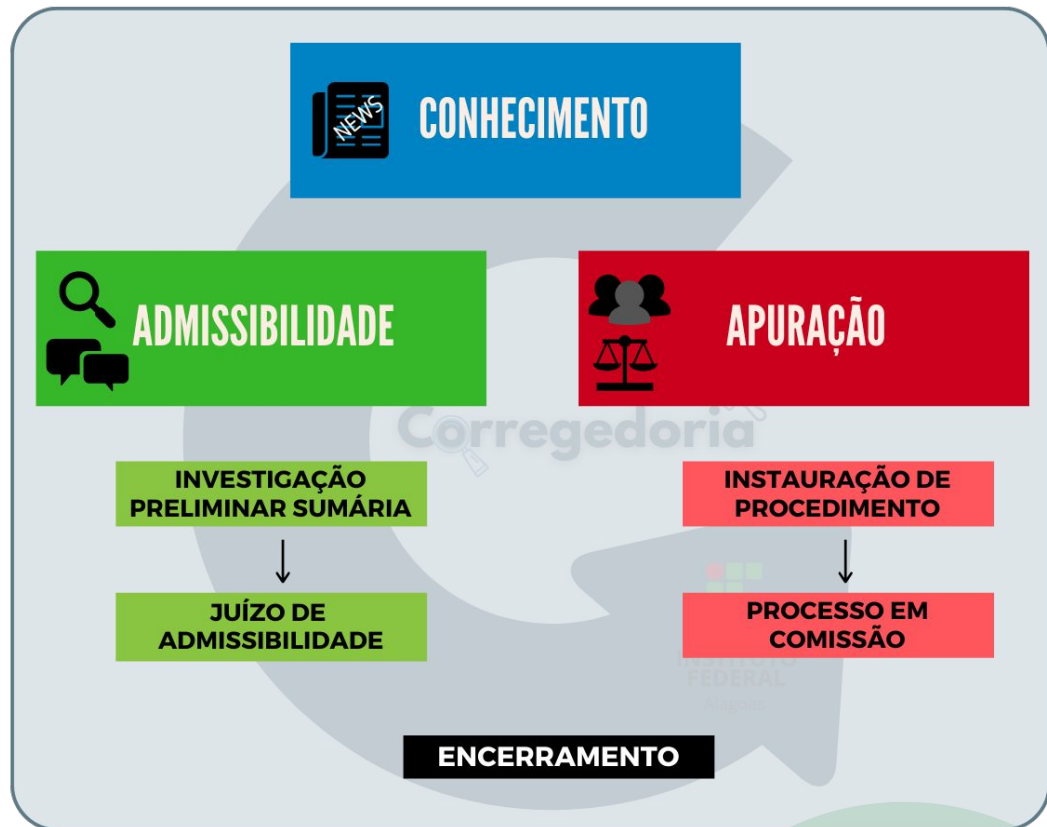 NEWS
CONHECIMENTO
ADMISSIBILIDADE
APURAÇÃO
Corregedoria
INVESTIGAÇÃO
PRELIMINAR SUMÁRIA
INSTAURAÇÃO DE
PROCEDIMENTO
JUÍZO DE
ADMISSIBILIDADE
PROCESSO EM
COMISSÃO
INSTITUTO
FEDERAL
Alagoas
ENCERRAMENTO